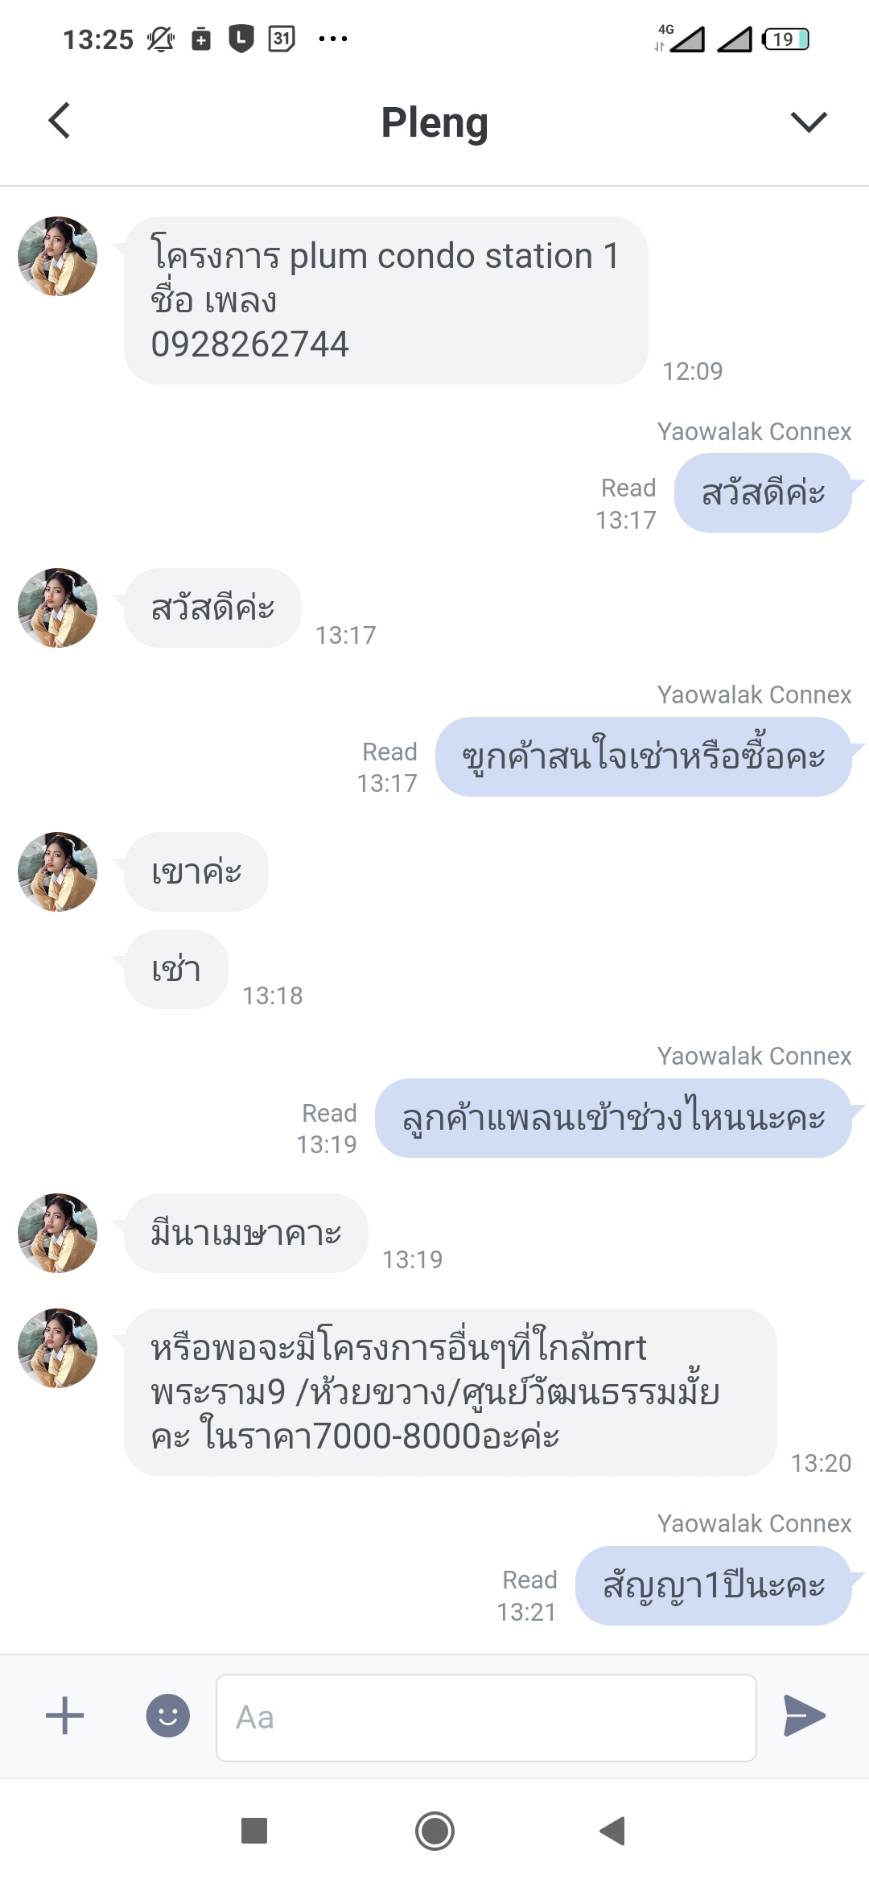 13:25
L
31
4G
19
Pleng
โครงการ plum condo station 1
ชื่อ เพลง
0928262744
12:09
Yaowalak Connex
Read
13:17
สวัสดีค่ะ
สวัสดีค่ะ
13:17
Yaowalak Connex
Read
13:17
ฃูกค้าสนใจเช่าหรือซื้อคะ
เขาค่ะ
เช่า
13:18
Yaowalak Connex
Read
13:19
ลูกค้าแพลนเข้าช่วงไหนนะคะ
มีนาเมษาคาะ
13:19
หรือพอจะมีโครงการอื่นๆที่ใกล้mrt
พระราม9 /ห้วยขวาง/ศูนย์วัฒนธรรมมั้ย
คะ ในราคา7000-8000อะค่ะ
13:20
Yaowalak Connex
Read
13:21
สัญญา1ปีนะคะ
Aa